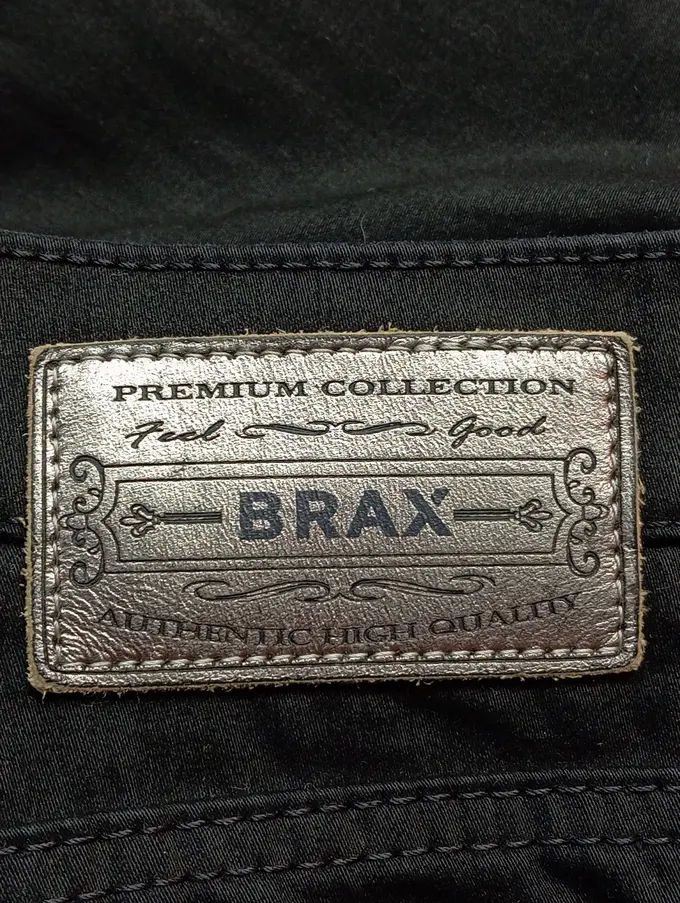 PREMIUM COLLECTION
Feel Good
BRAX
AUTHENTIC HIGH QUALITY